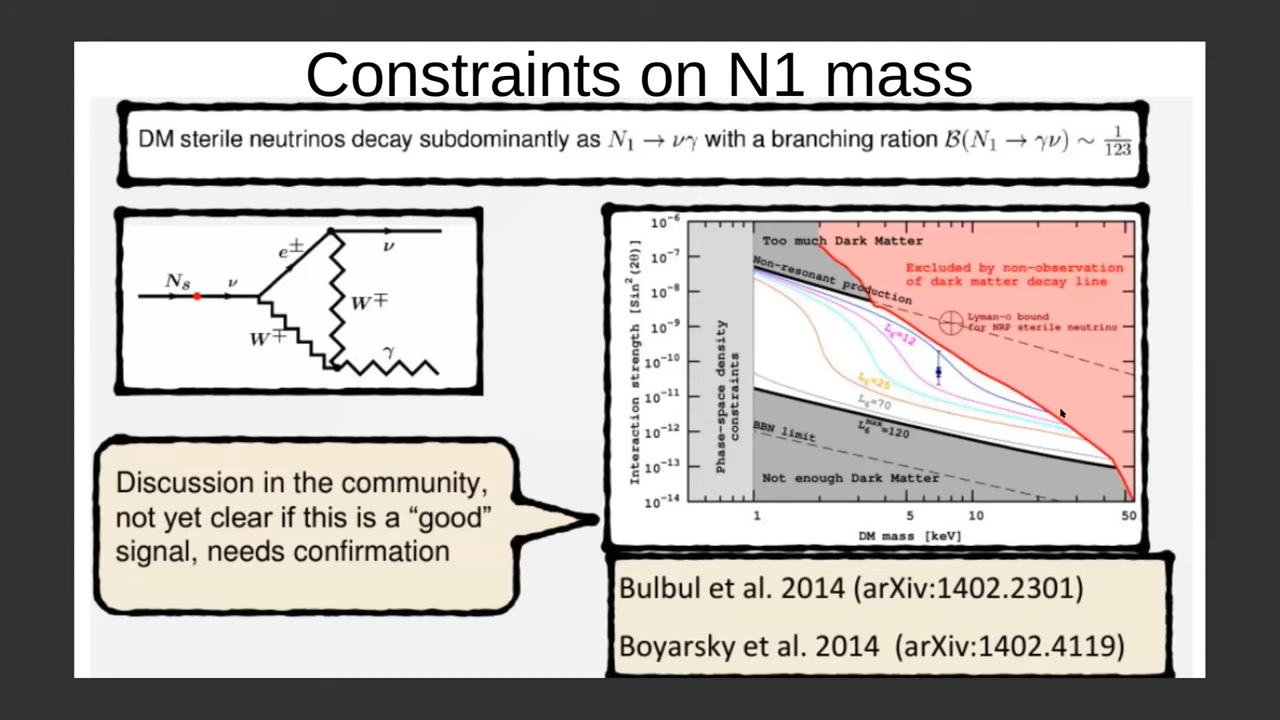 Constraints on N1 mass
DM sterile neutrinos decay subdominantly as N₁ → νγ with a branching ration 𝓑(N₁ → γν) ~ 1/123
N_s
ν
e±
ν
W∓
W∓
γ
Discussion in the community,
not yet clear if this is a “good”
signal, needs confirmation
Interaction strength [Sin²(2θ)]
10⁻⁶
10⁻⁷
10⁻⁸
10⁻⁹
10⁻¹⁰
10⁻¹¹
10⁻¹²
10⁻¹³
10⁻¹⁴
Phase-space density
constraints
Too much Dark Matter
Non-resonant production
Excluded by non-observation
of dark matter decay line
Lyman-α bound
for NRP sterile neutrino
L₆=12
L₆=25
L₆=70
L₆ᵐᵃˣ=120
BBN limit
Not enough Dark Matter
1
5
10
50
DM mass [keV]
Bulbul et al. 2014 (arXiv:1402.2301)
Boyarsky et al. 2014 (arXiv:1402.4119)